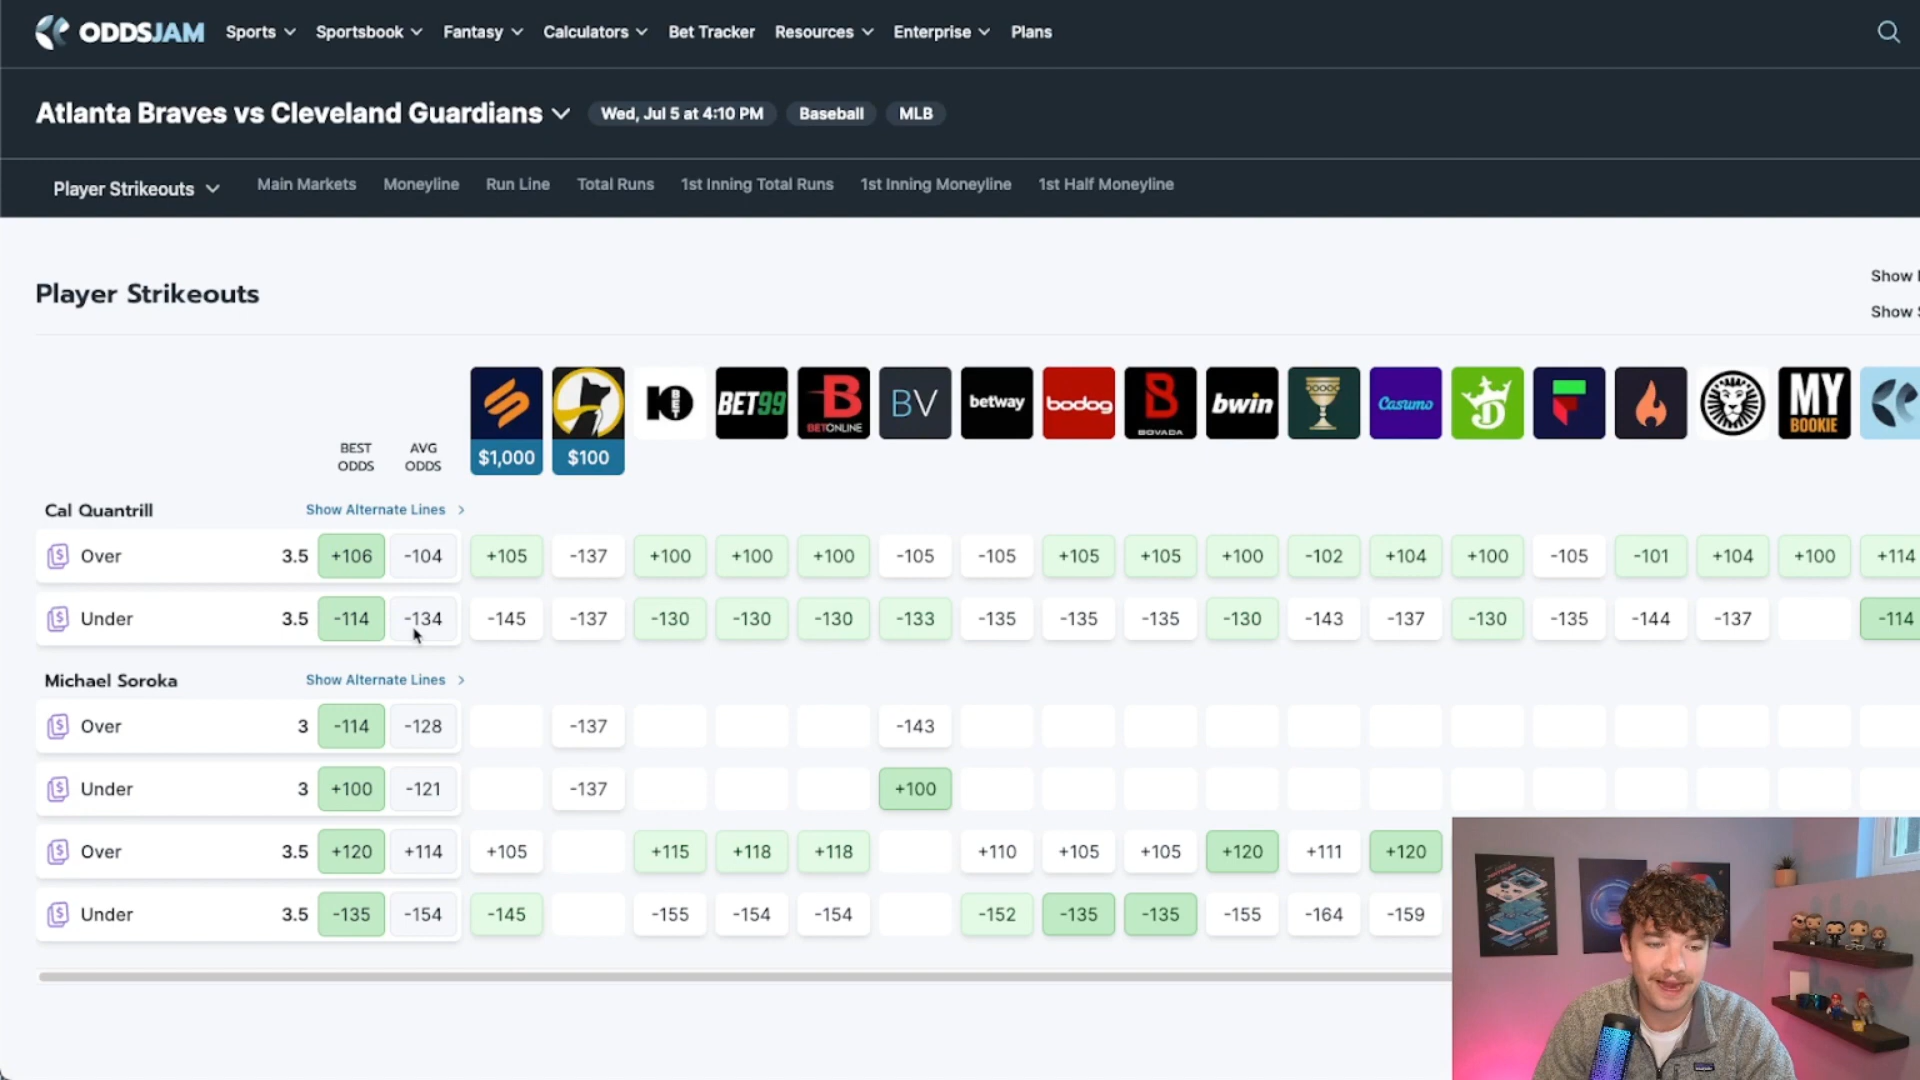 ODDSJAM Sports Sportsbook Fantasy Calculators Bet Tracker Resources Enterprise Plans
Atlanta Braves vs Cleveland Guardians Wed, Jul 5 at 4:10 PM Baseball MLB
Player Strikeouts Main Markets Moneyline Run Line Total Runs 1st Inning Total Runs 1st Inning Moneyline 1st Half Moneyline
Show
Player Strikeouts
Show
10 BET BET99 B BETONLINE BV betway bodog B BOVADA bwin Casumo D MY BOOKIE
BEST ODDS AVG ODDS $1,000 $100
Cal Quantrill Show Alternate Lines
Over 3.5 +106 -104 +105 -137 +100 +100 +100 -105 -105 +105 +105 +100 -102 +104 +100 -105 -101 +104 +100 +114
Under 3.5 -114 -134 -145 -137 -130 -130 -130 -133 -135 -135 -135 -130 -143 -137 -130 -135 -144 -137 -114
Michael Soroka Show Alternate Lines
Over 3 -114 -128 -137 -143
Under 3 +100 -121 -137 +100
Over 3.5 +120 +114 +105 +115 +118 +118 +110 +105 +105 +120 +111 +120
Under 3.5 -135 -154 -145 -155 -154 -154 -152 -135 -135 -155 -164 -159